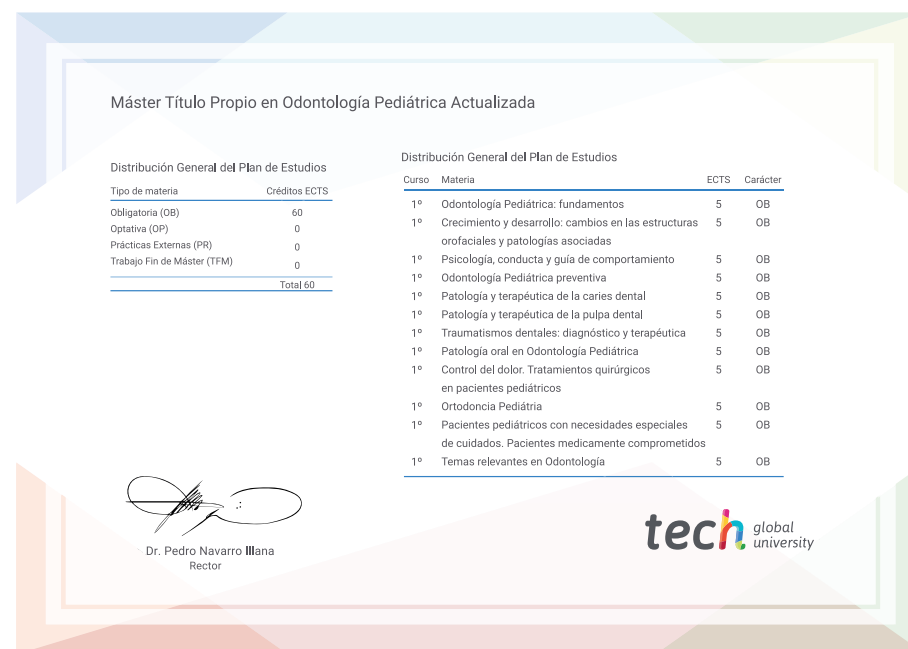 Máster Título Propio en Odontología Pediátrica Actualizada
Distribución General del Plan de Estudios
Tipo de materia Créditos ECTS
Obligatoria (OB) 60
Optativa (OP) 0
Prácticas Externas (PR) 0
Trabajo Fin de Máster (TFM) 0
Total 60
Distribución General del Plan de Estudios
Curso Materia ECTS Carácter
1º Odontología Pediátrica: fundamentos 5 OB
1º Crecimiento y desarrollo: cambios en las estructuras 5 OB
orofaciales y patologías asociadas
1º Psicología, conducta y guía de comportamiento 5 OB
1º Odontología Pediátrica preventiva 5 OB
1º Patología y terapéutica de la caries dental 5 OB
1º Patología y terapéutica de la pulpa dental 5 OB
1º Traumatismos dentales: diagnóstico y terapéutica 5 OB
1º Patología oral en Odontología Pediátrica 5 OB
1º Control del dolor. Tratamientos quirúrgicos 5 OB
en pacientes pediátricos
1º Ortodoncia Pediátria 5 OB
1º Pacientes pediátricos con necesidades especiales 5 OB
de cuidados. Pacientes medicamente comprometidos
1º Temas relevantes en Odontología 5 OB
Dr. Pedro Navarro Illana
Rector
tech global
university